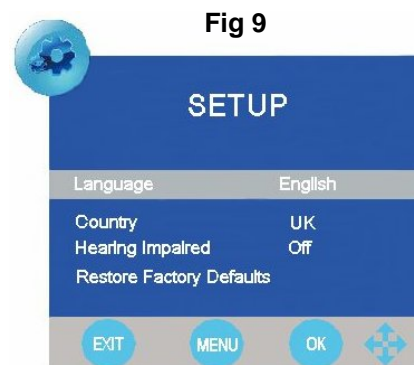 Fig 9
SETUP
Language English
Country UK
Hearing Impaired Off
Restore Factory Defaults
EXIT MENU OK